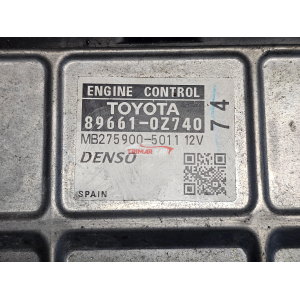 ENGINE CONTROL
TOYOTA
89661-0Z740
74
MB275900-5011 12V
DENSO
SPAIN